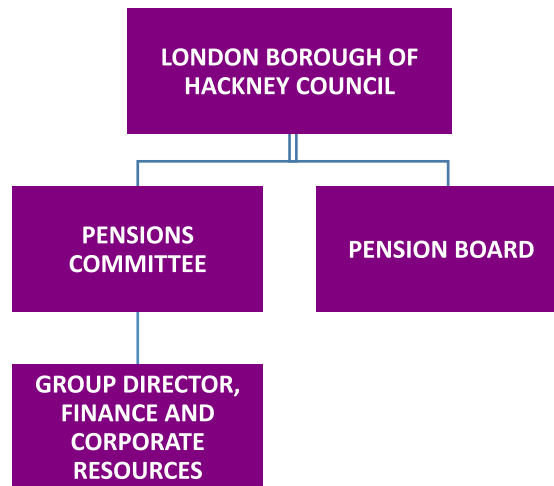 LONDON BOROUGH OF
HACKNEY COUNCIL
PENSIONS
COMMITTEE
PENSION BOARD
GROUP DIRECTOR,
FINANCE AND
CORPORATE
RESOURCES